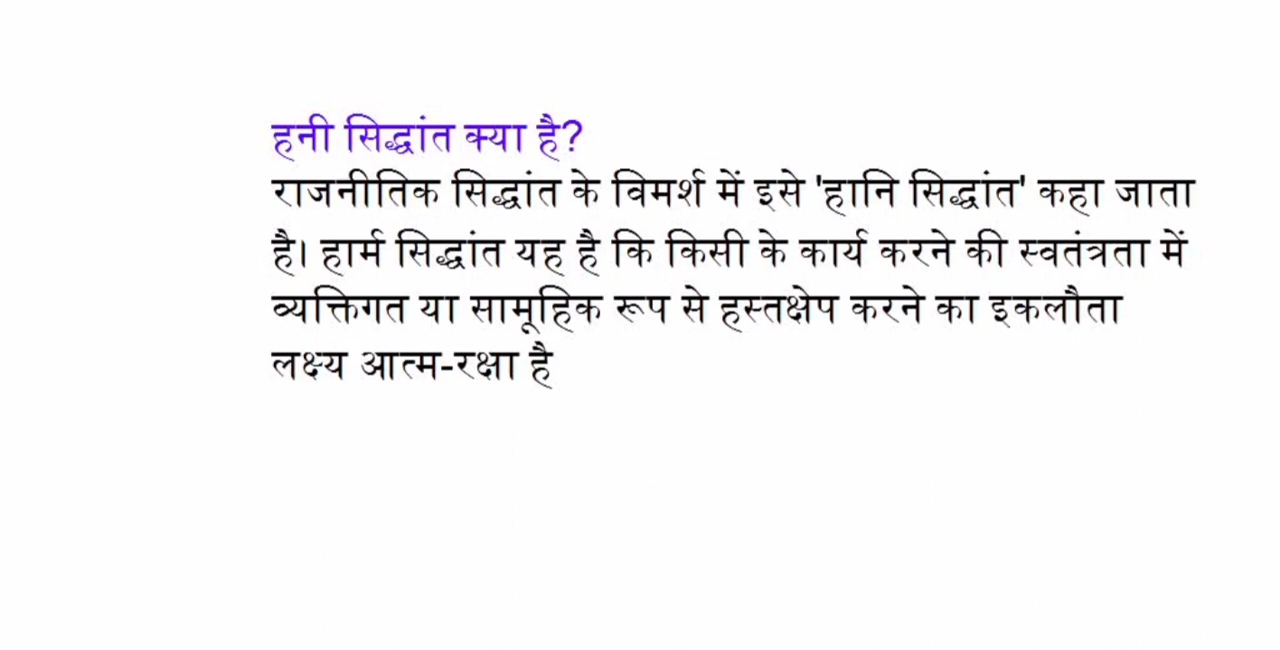 हनी सिद्धांत क्या है?
राजनीतिक सिद्धांत के विमर्श में इसे 'हानि सिद्धांत' कहा जाता
है। हार्म सिद्धांत यह है कि किसी के कार्य करने की स्वतंत्रता में
व्यक्तिगत या सामूहिक रूप से हस्तक्षेप करने का इकलौता
लक्ष्य आत्म-रक्षा है